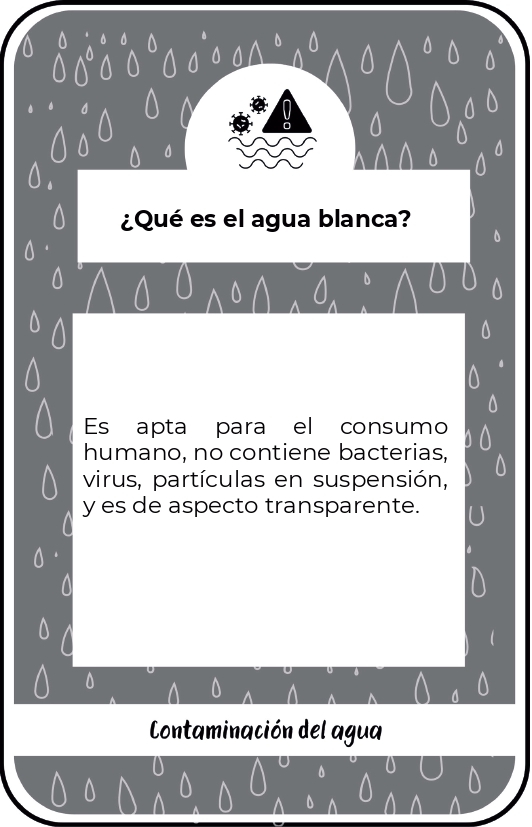 ¿Qué es el agua blanca?
Es apta para el consumo
humano, no contiene bacterias,
virus, partículas en suspensión,
y es de aspecto transparente.
Contaminación del agua